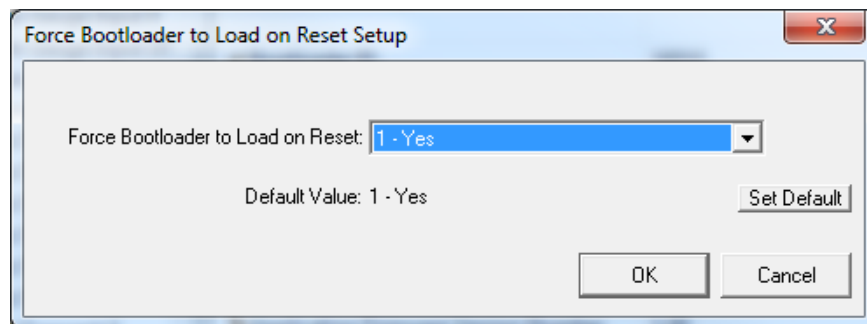 Force Bootloader to Load on Reset Setup
Force Bootloader to Load on Reset: 1 - Yes
Default Value: 1 - Yes
Set Default
OK
Cancel